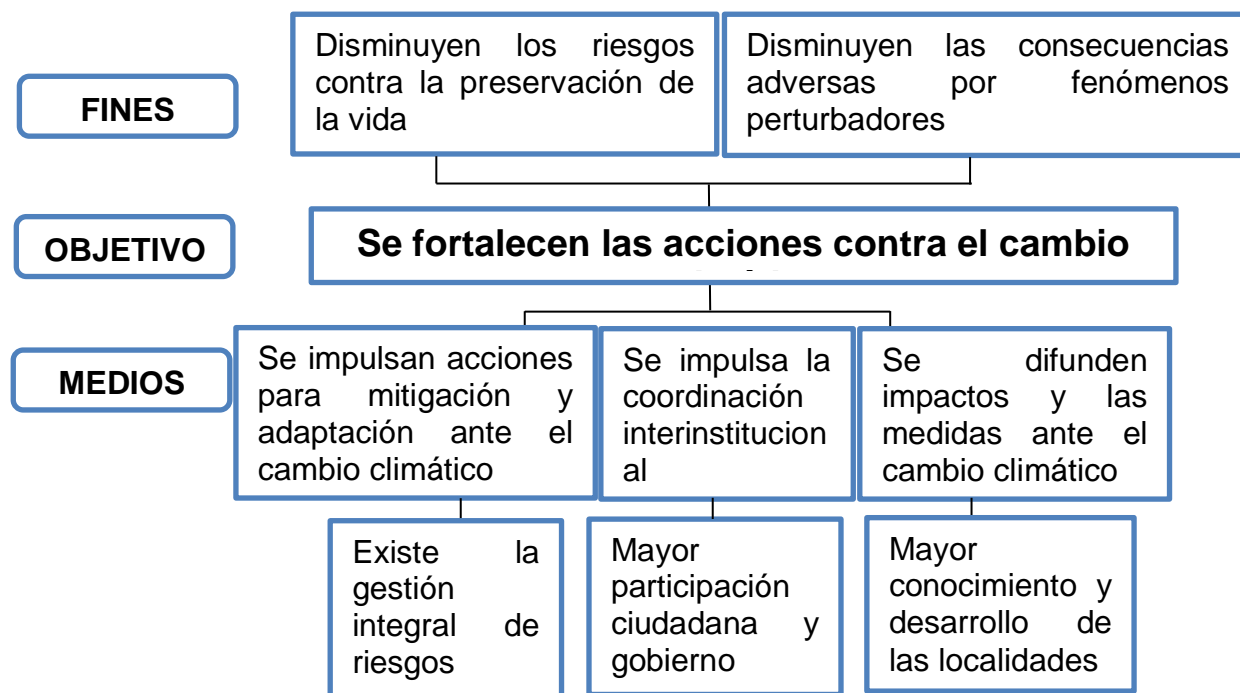 FINES
Disminuyen los riesgos
contra la preservación de
la vida
Disminuyen las consecuencias
adversas por fenómenos
perturbadores
OBJETIVO
Se fortalecen las acciones contra el cambio
MEDIOS
Se impulsan acciones
para mitigación y
adaptación ante el
cambio climático
Se impulsa la
coordinación
interinstitucion
al
Se difunden
impactos y las
medidas ante el
cambio climático
Existe la
gestión
integral de
riesgos
Mayor
participación
ciudadana y
gobierno
Mayor
conocimiento y
desarrollo de
las localidades